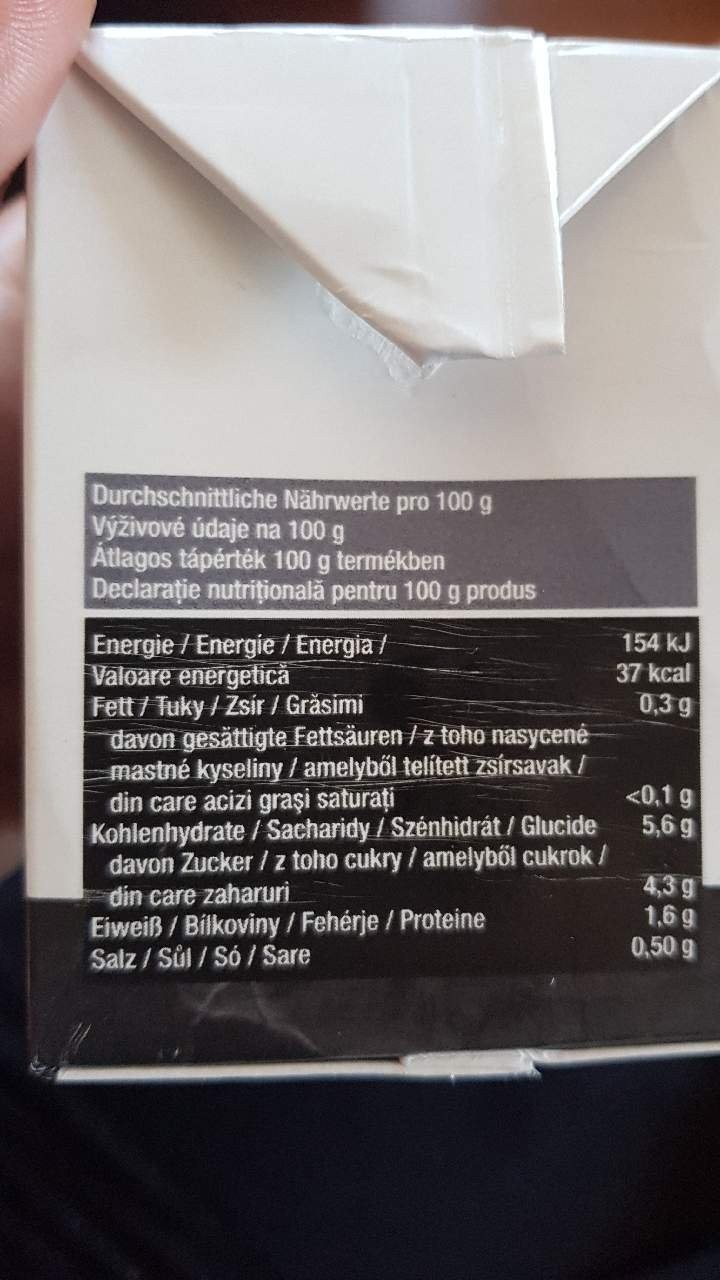 Durchschnittliche Nährwerte pro 100 g
Výživové údaje na 100 g
Átlagos tápérték 100 g termékben
Declarație nutrițională pentru 100 g produs
Energie / Energie / Energia / 154 kJ
Valoare energetică 37 kcal
Fett / Tuky / Zsír / Grăsimi 0,3 g
davon gesättigte Fettsäuren / z toho nasycené
mastné kyseliny / amelyből telített zsírsavak /
din care acizi grași saturați <0,1 g
Kohlenhydrate / Sacharidy / Szénhidrát / Glucide 5,6 g
davon Zucker / z toho cukry / amelyből cukrok /
din care zaharuri 4,3 g
Eiweiß / Bílkoviny / Fehérje / Proteine 1,6 g
Salz / Sůl / Só / Sare 0,50 g